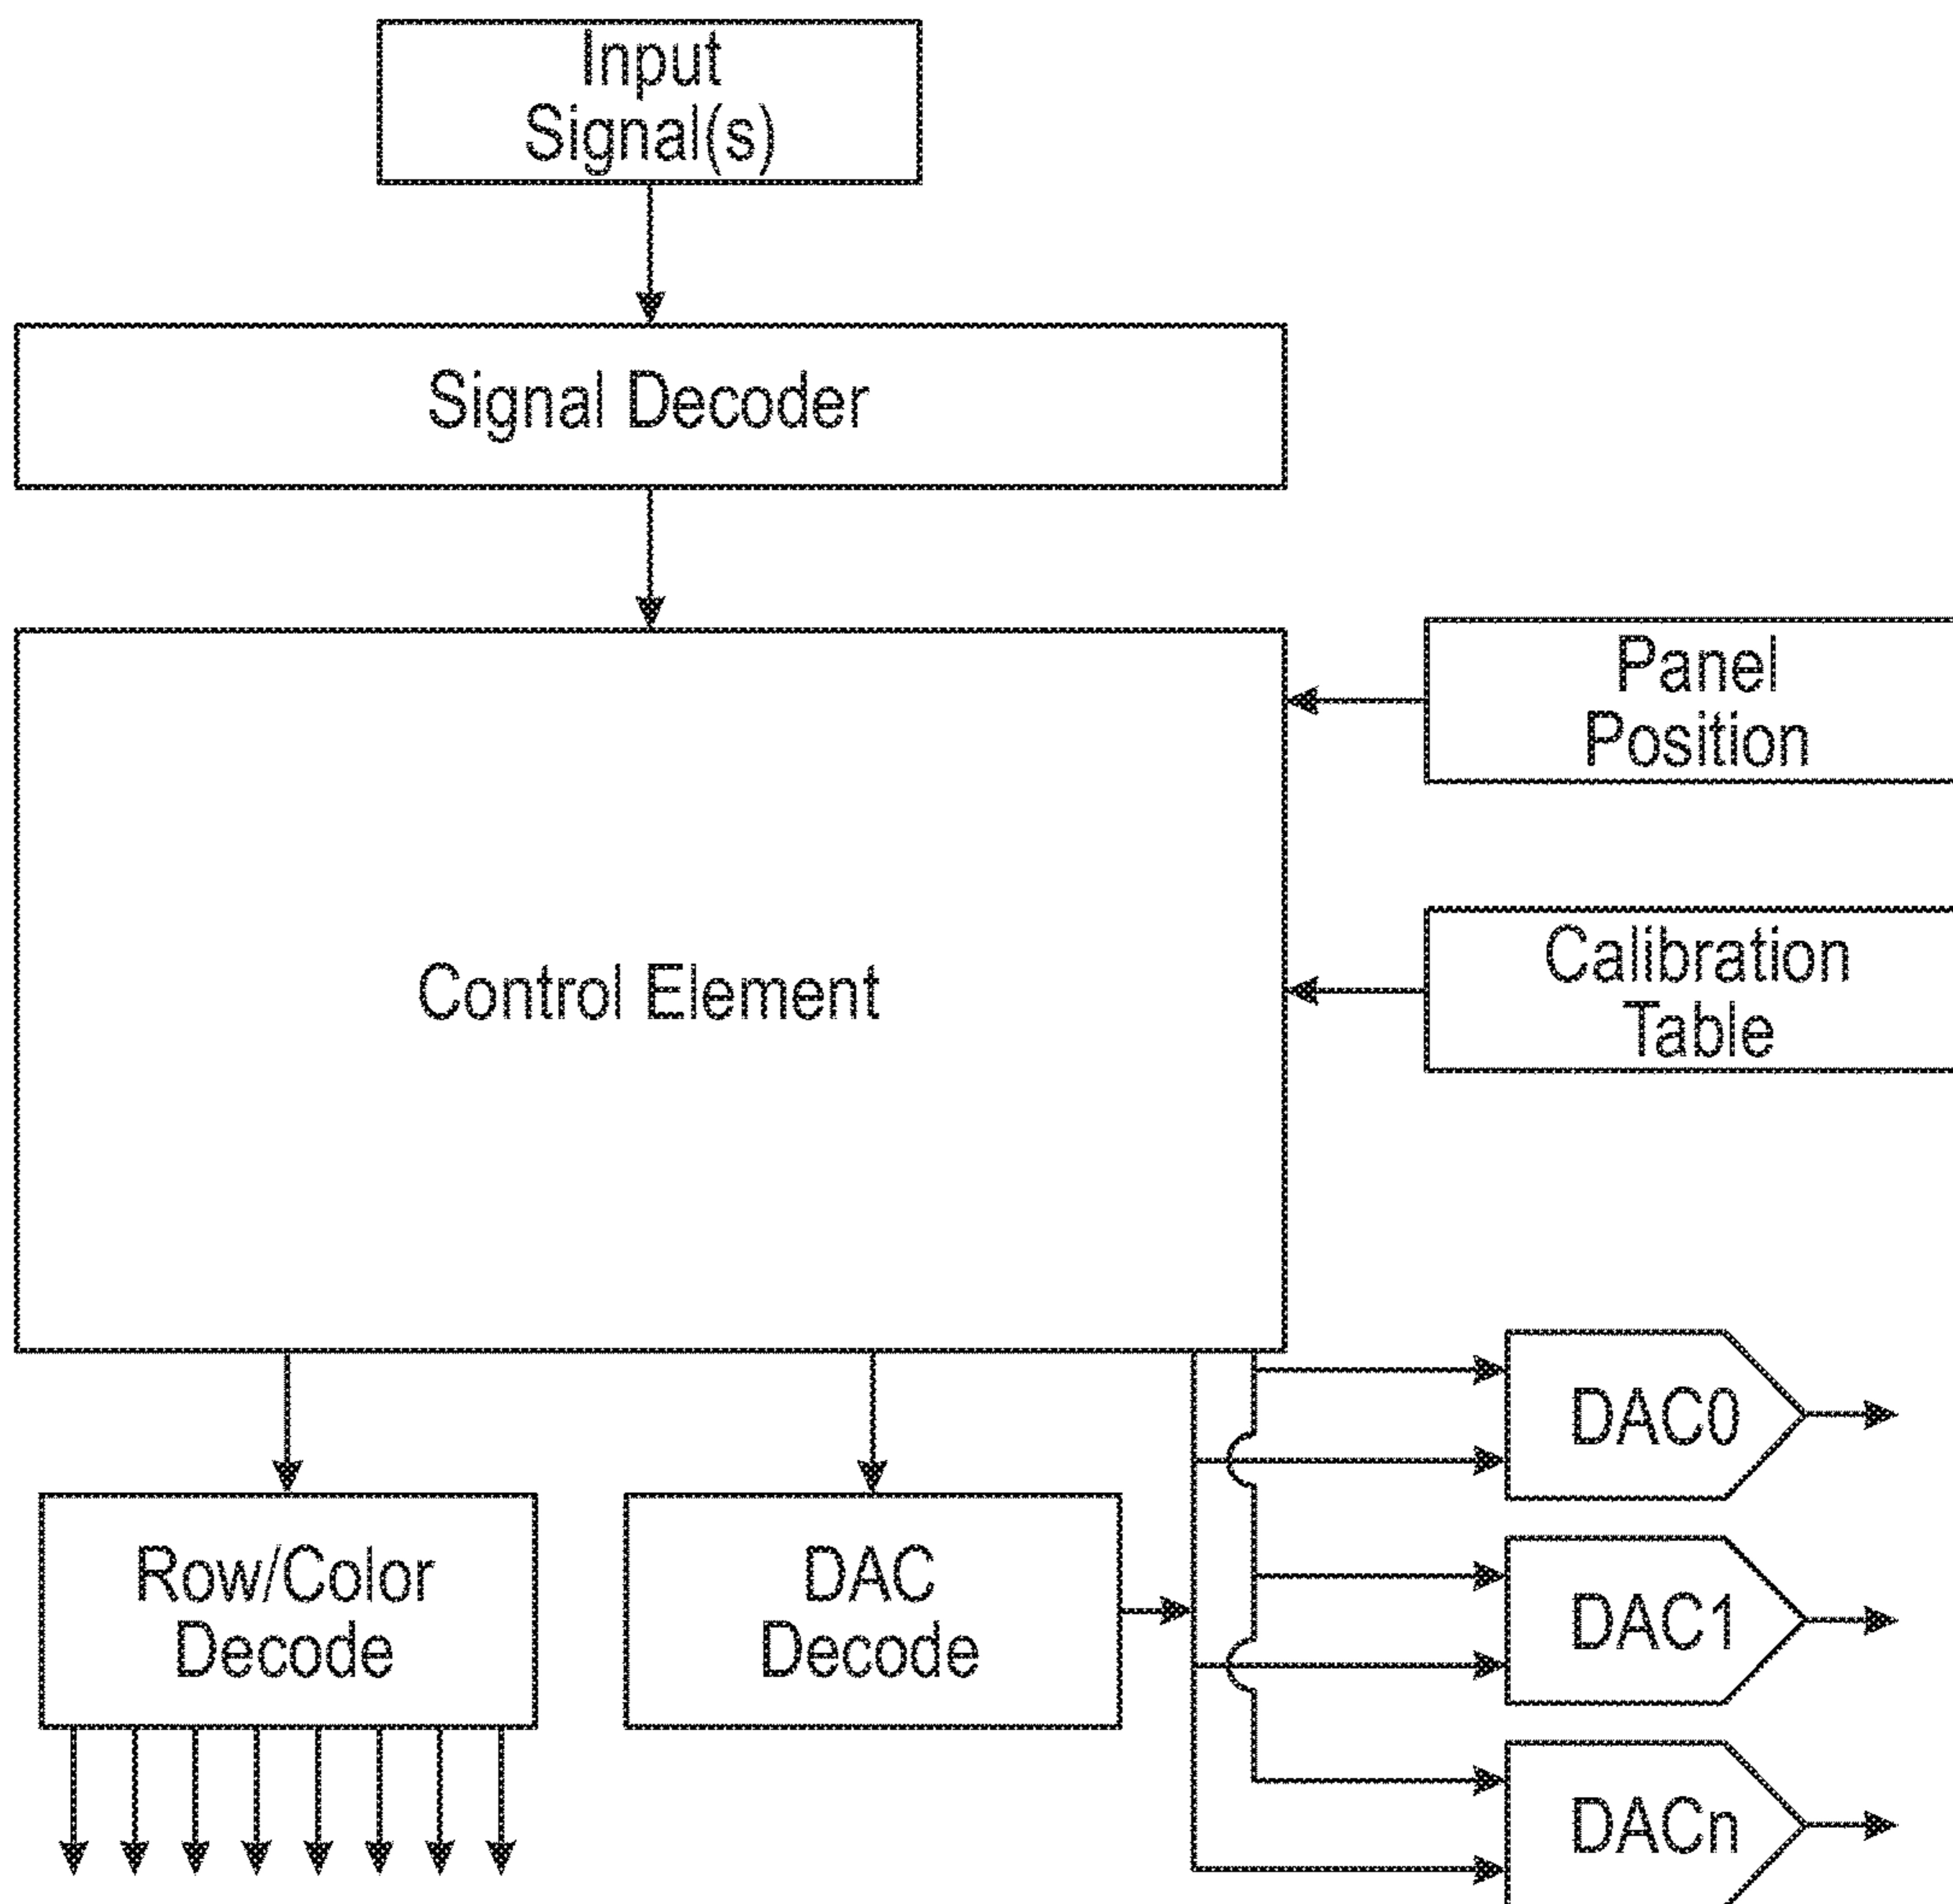 Input
Signal(s)
Signal Decoder
Panel
Position
Control Element
Calibration
Table
DAC0
Row/Color
Decode
DAC
Decode
DAC1
DACn